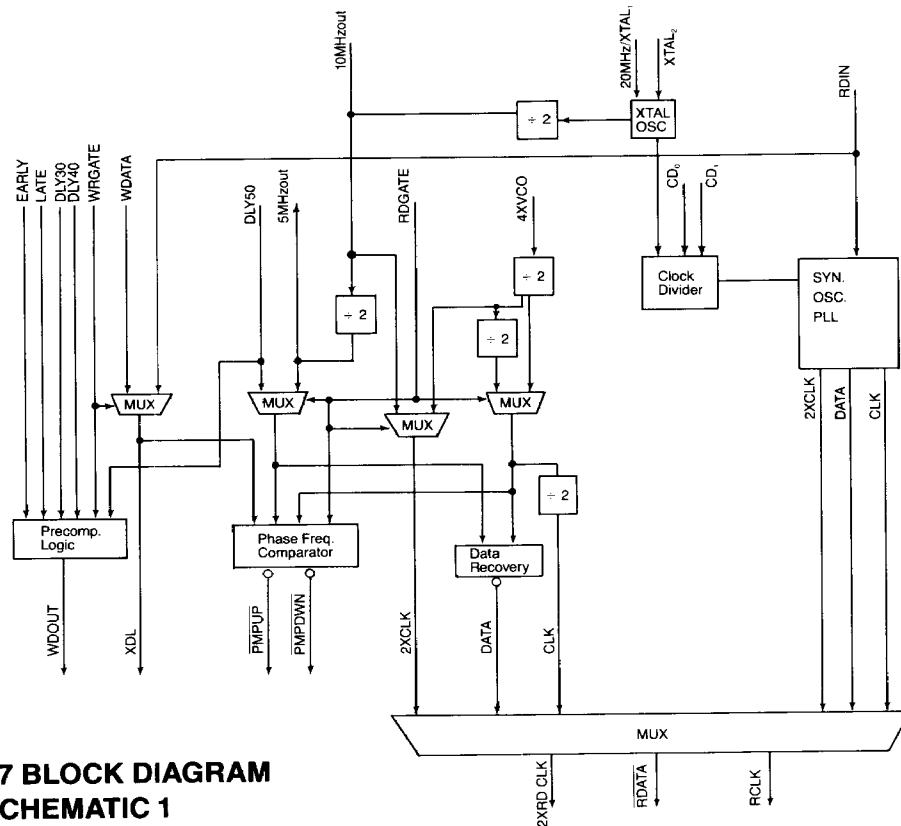 10MHzout
20MHz/XTAL₁
XTAL₂
RDIN
÷ 2
XTAL
OSC
EARLY
LATE
DLY30
DLY40
WRGATE
WDATA
DLY50
5MHzout
RDGATE
4XVCO
CD₀
CD₁
÷ 2
Clock
Divider
SYN.
OSC.
PLL
÷ 2
÷ 2
MUX
MUX
MUX
MUX
2XCLK
DATA
CLK
÷ 2
Precomp.
Logic
Phase Freq.
Comparator
Data
Recovery
WDOUT
XDL
PMPUP
PMPDWN
2XCLK
DATA
CLK
MUX
7 BLOCK DIAGRAM
CHEMATIC 1
2XRD CLK
RDATA
RCLK